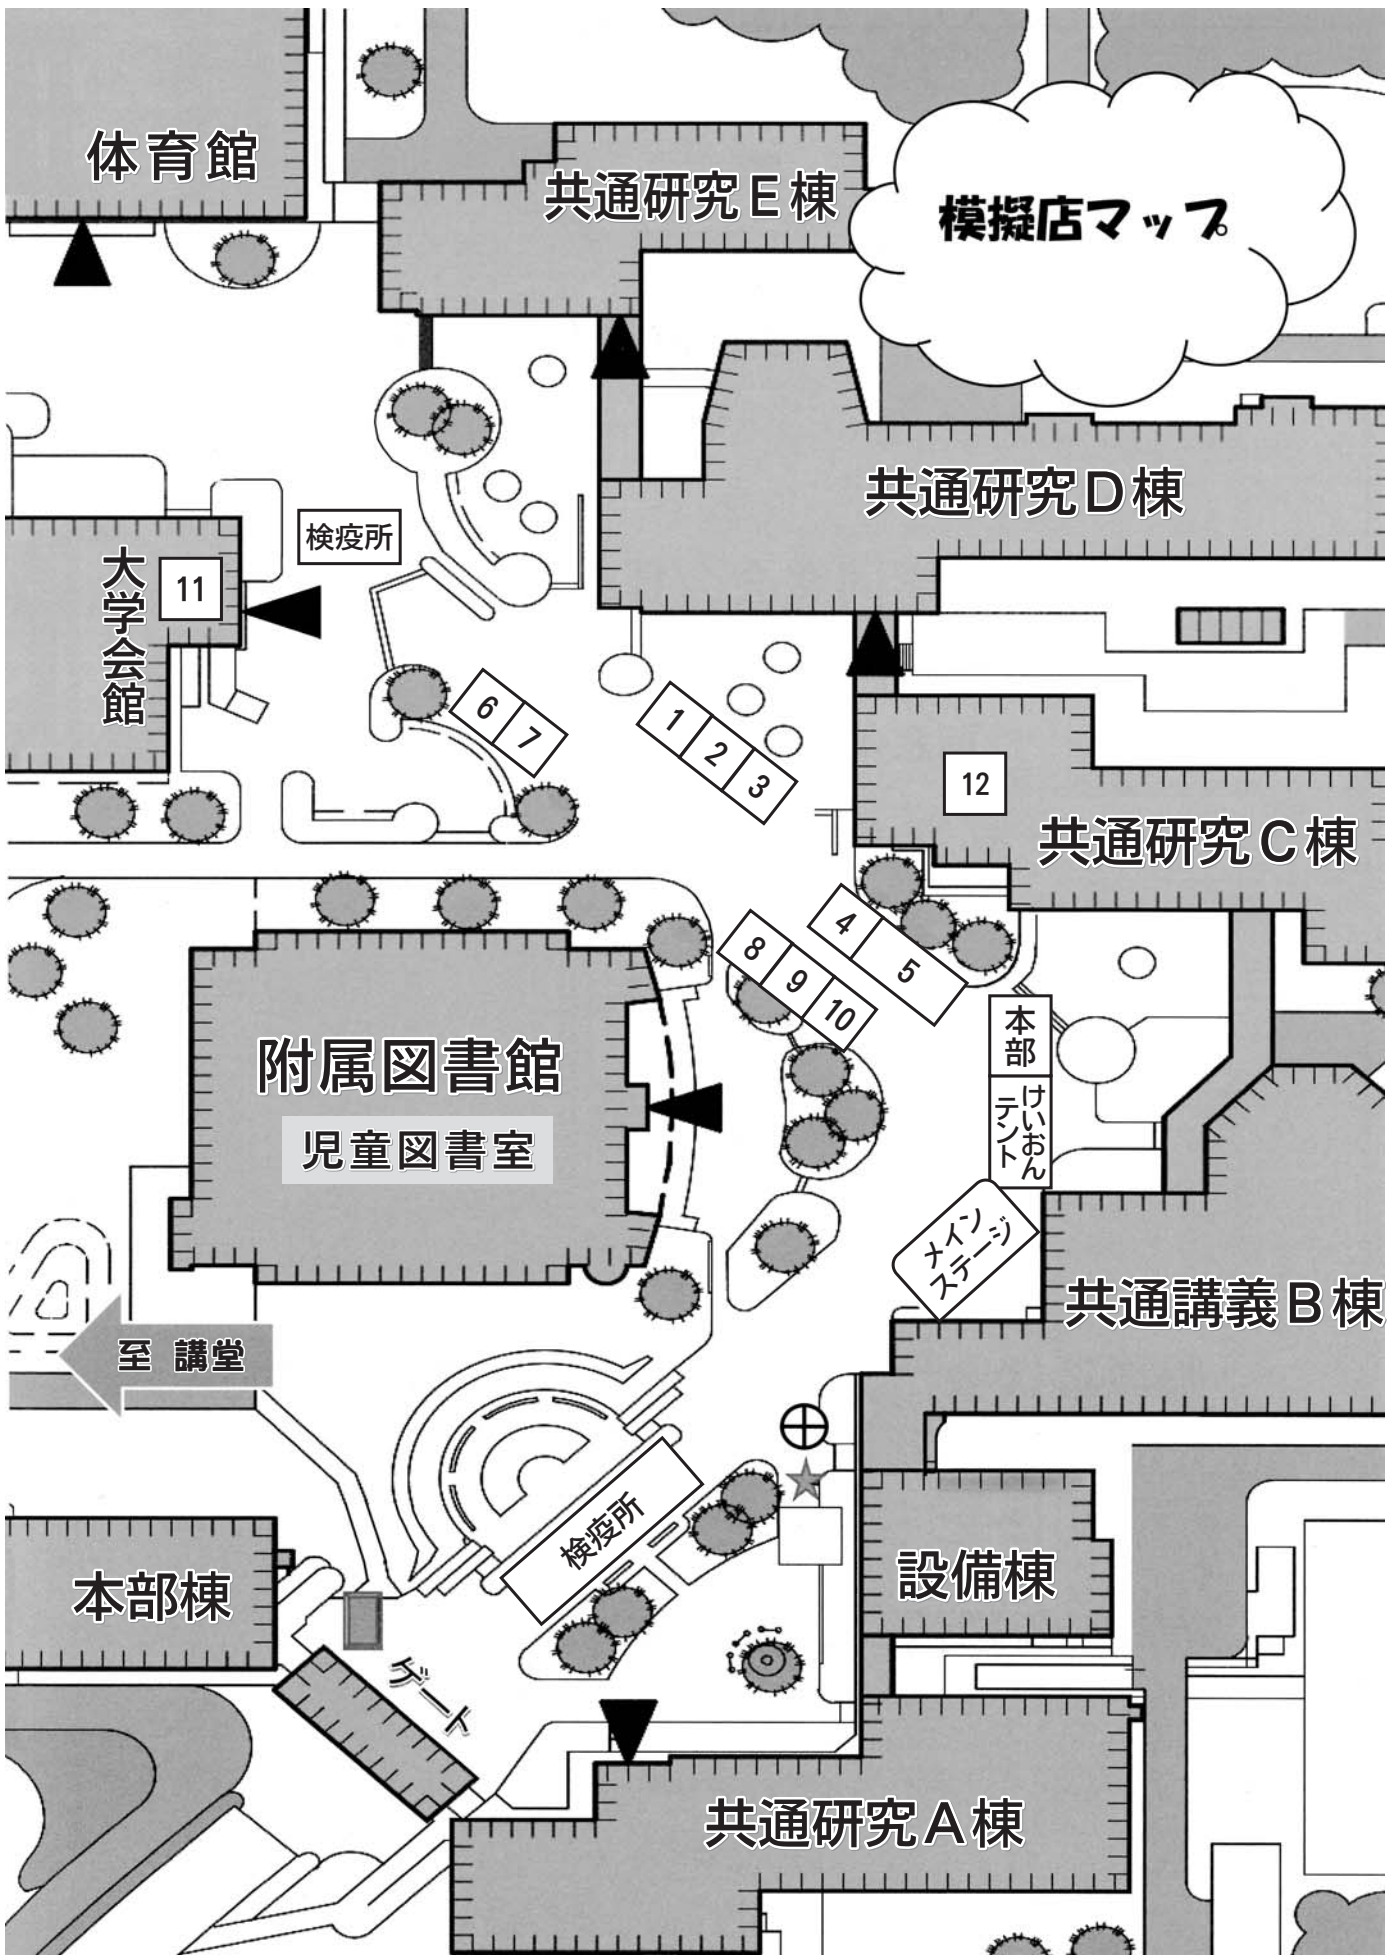 体育館
共通研究E棟
模擬店マップ
共通研究D棟
検疫所
大学会館
11
6
7
1
2
3
12
共通研究C棟
4
5
8
9
10
本部
けいおん
テント
附属図書館
児童図書室
メイン
ステージ
共通講義B棟
至 講堂
検疫所
設備棟
本部棟
ゲート
共通研究A棟